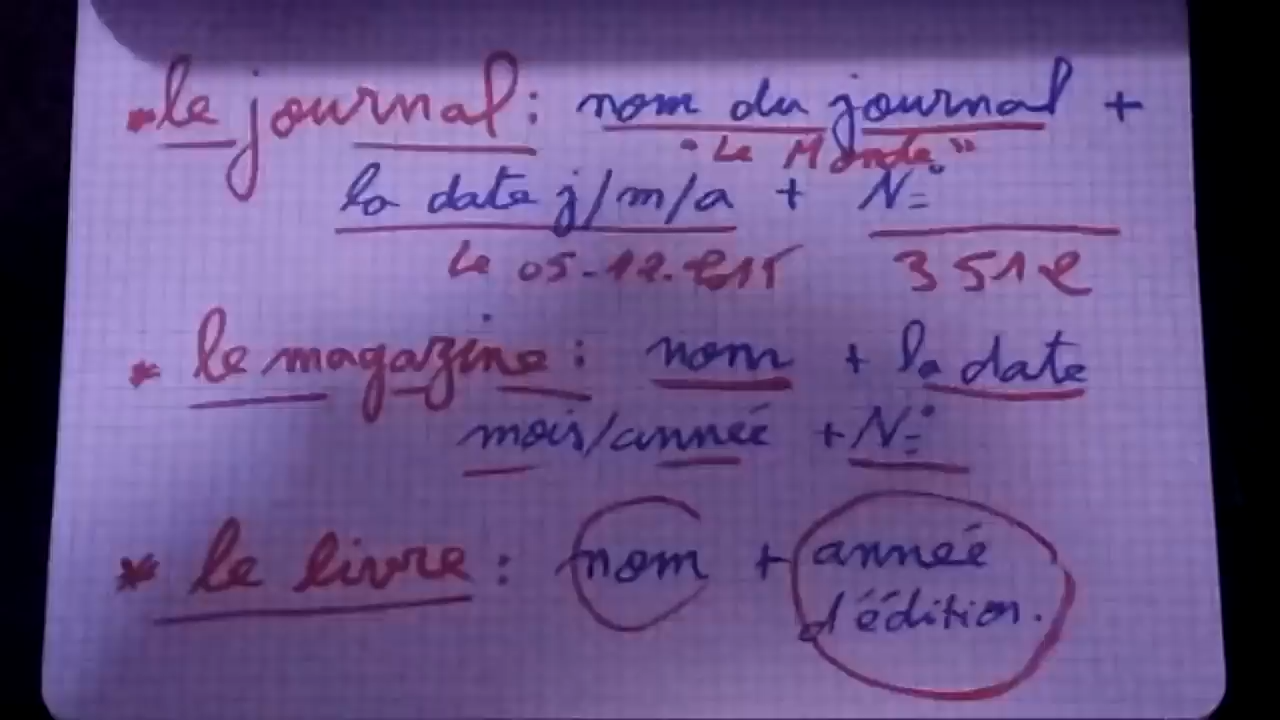 *le journal: nom du journal +
"Le Monde"
la date j/m/a + N°
Le 05-12-2015 3512
* le magazine: nom + la date
mois/année + N°
* le livre: nom + année
d'édition.